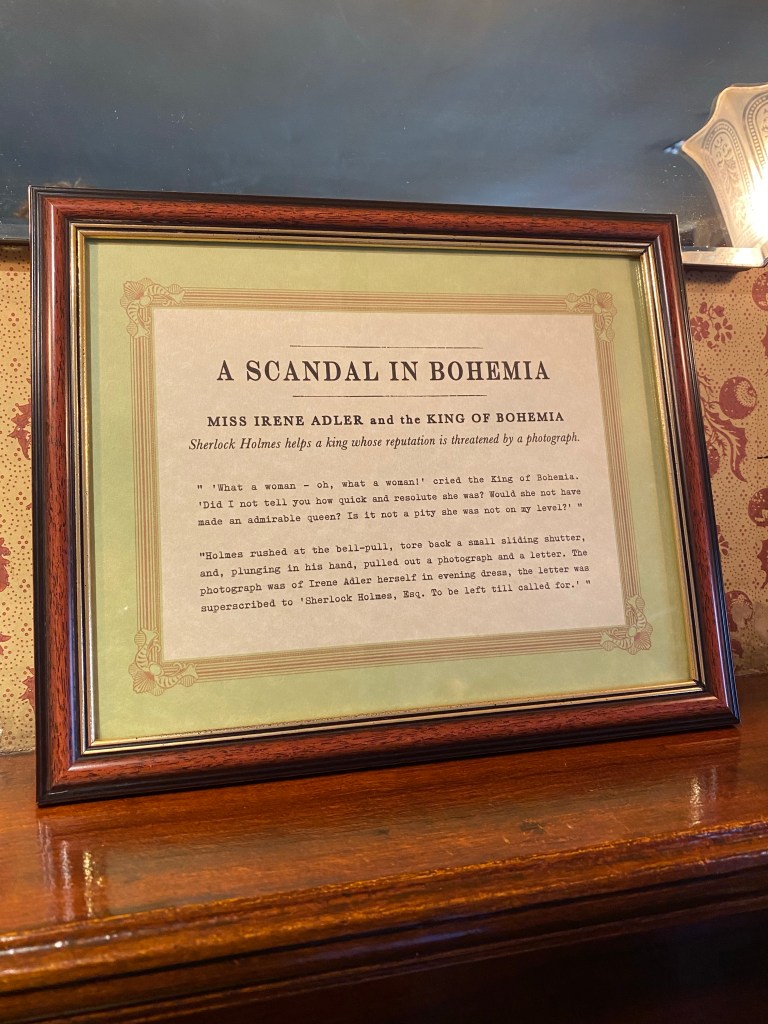 A SCANDAL IN BOHEMIA
MISS IRENE ADLER and the KING OF BOHEMIA
Sherlock Holmes helps a king whose reputation is threatened by a photograph.
" 'What a woman - oh, what a woman!' cried the King of Bohemia.
'Did I not tell you how quick and resolute she was? Would she not have
made an admirable queen? Is it not a pity she was not on my level?' "
"Holmes rushed at the bell-pull, tore back a small sliding shutter,
and, plunging in his hand, pulled out a photograph and a letter. The
photograph was of Irene Adler herself in evening dress, the letter was
superscribed to 'Sherlock Holmes, Esq. To be left till called for.' "